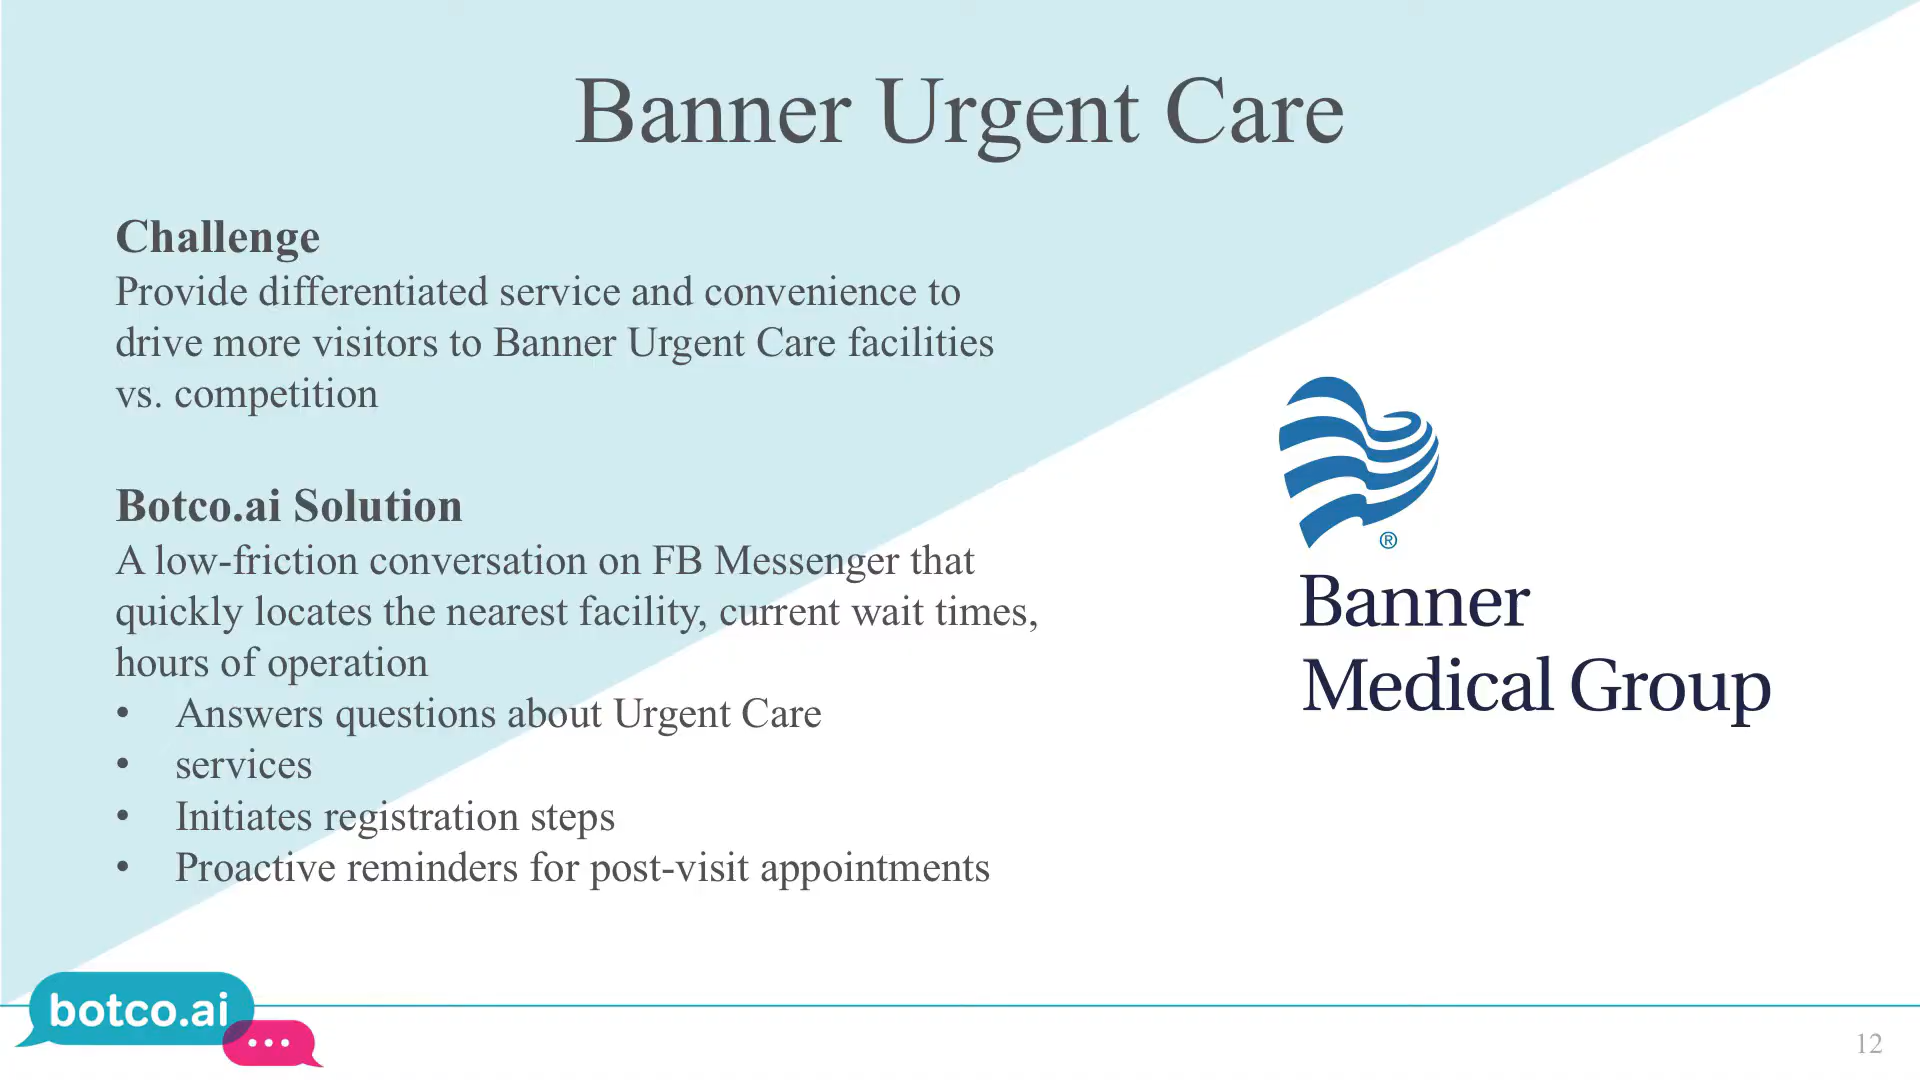 Banner Urgent Care
Challenge
Provide differentiated service and convenience to
drive more visitors to Banner Urgent Care facilities
vs. competition
Botco.ai Solution
A low-friction conversation on FB Messenger that
quickly locates the nearest facility, current wait times,
hours of operation
• Answers questions about Urgent Care
• services
• Initiates registration steps
• Proactive reminders for post-visit appointments
®
Banner
Medical Group
botco.ai
12